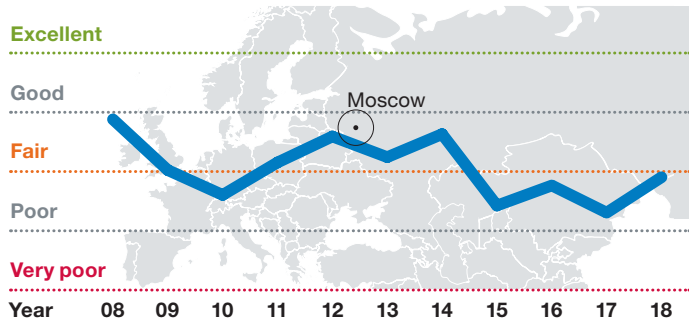 Excellent
Good
Moscow
Fair
Poor
Very poor
Year 08 09 10 11 12 13 14 15 16 17 18